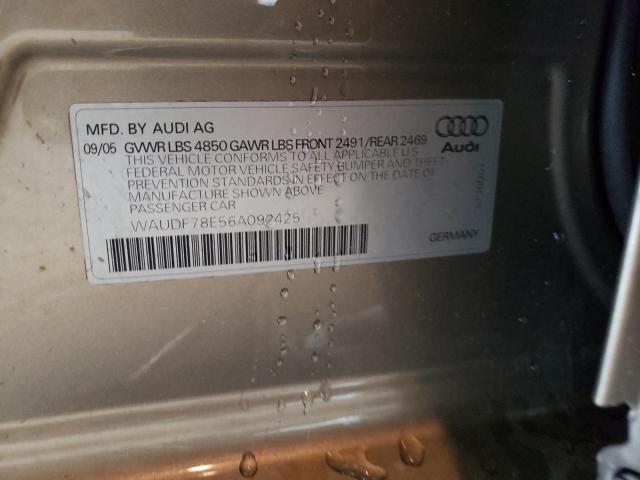 MFD. BY AUDI AG
09/05 GVWR LBS 4850 GAWR LBS FRONT 2491/REAR 2469
THIS VEHICLE CONFORMS TO ALL APPLICABLE U S
FEDERAL MOTOR VEHICLE SAFETY BUMPER AND THEFT
PREVENTION STANDARDS IN EFFECT ON THE DATE OF
MANUFACTURE SHOWN ABOVE
PASSENGER CAR
WAUDF78E56A092425
Audi
GERMANY